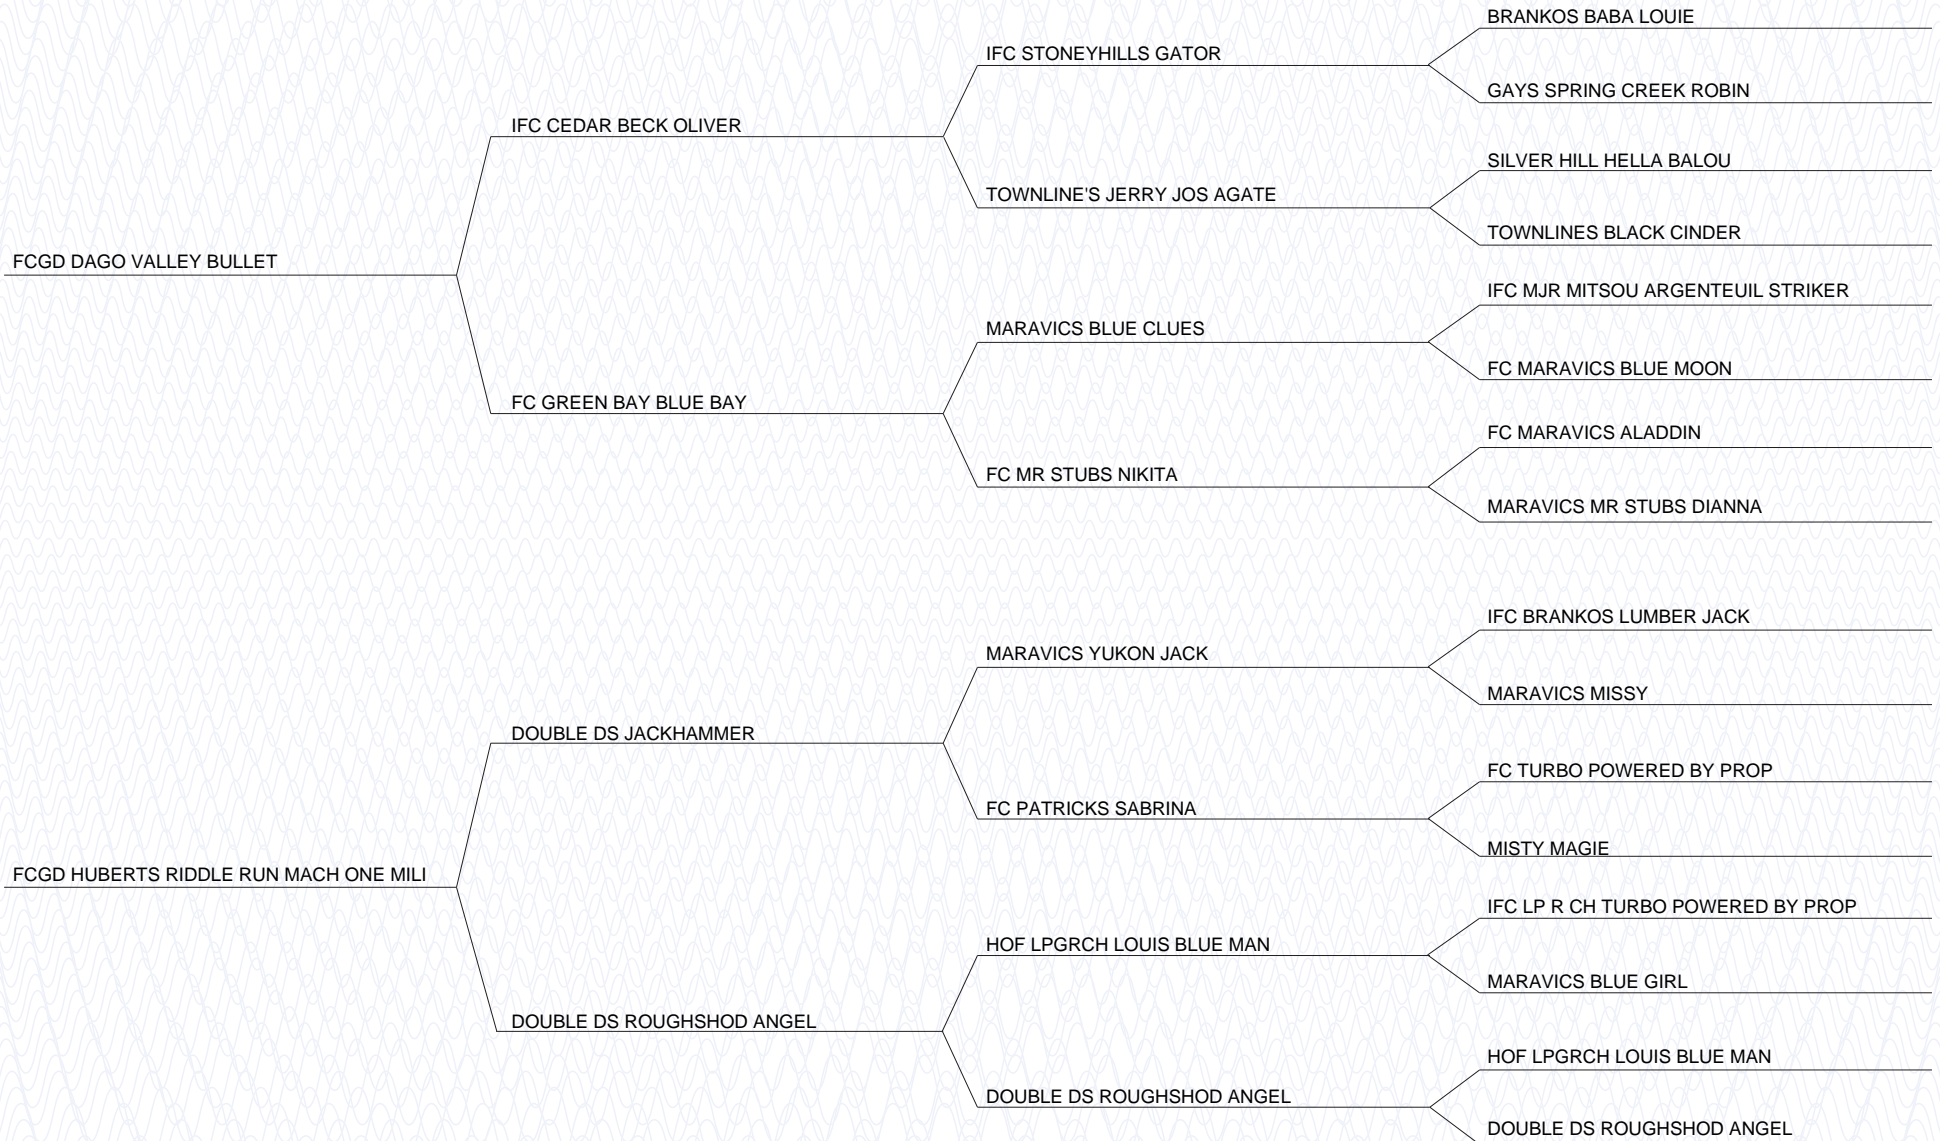 BRANKOS BABA LOUIE
IFC STONEYHILLS GATOR
GAYS SPRING CREEK ROBIN
IFC CEDAR BECK OLIVER
SILVER HILL HELLA BALOU
TOWNLINE'S JERRY JOS AGATE
TOWNLINES BLACK CINDER
FCGD DAGO VALLEY BULLET
IFC MJR MITSOU ARGENTEUIL STRIKER
MARAVICS BLUE CLUES
FC MARAVICS BLUE MOON
FC GREEN BAY BLUE BAY
FC MARAVICS ALADDIN
FC MR STUBS NIKITA
MARAVICS MR STUBS DIANNA
IFC BRANKOS LUMBER JACK
MARAVICS YUKON JACK
MARAVICS MISSY
DOUBLE DS JACKHAMMER
FC TURBO POWERED BY PROP
FC PATRICKS SABRINA
MISTY MAGIE
FCGD HUBERTS RIDDLE RUN MACH ONE MILI
IFC LP R CH TURBO POWERED BY PROP
HOF LPGRCH LOUIS BLUE MAN
MARAVICS BLUE GIRL
DOUBLE DS ROUGHSHOD ANGEL
HOF LPGRCH LOUIS BLUE MAN
DOUBLE DS ROUGHSHOD ANGEL
DOUBLE DS ROUGHSHOD ANGEL